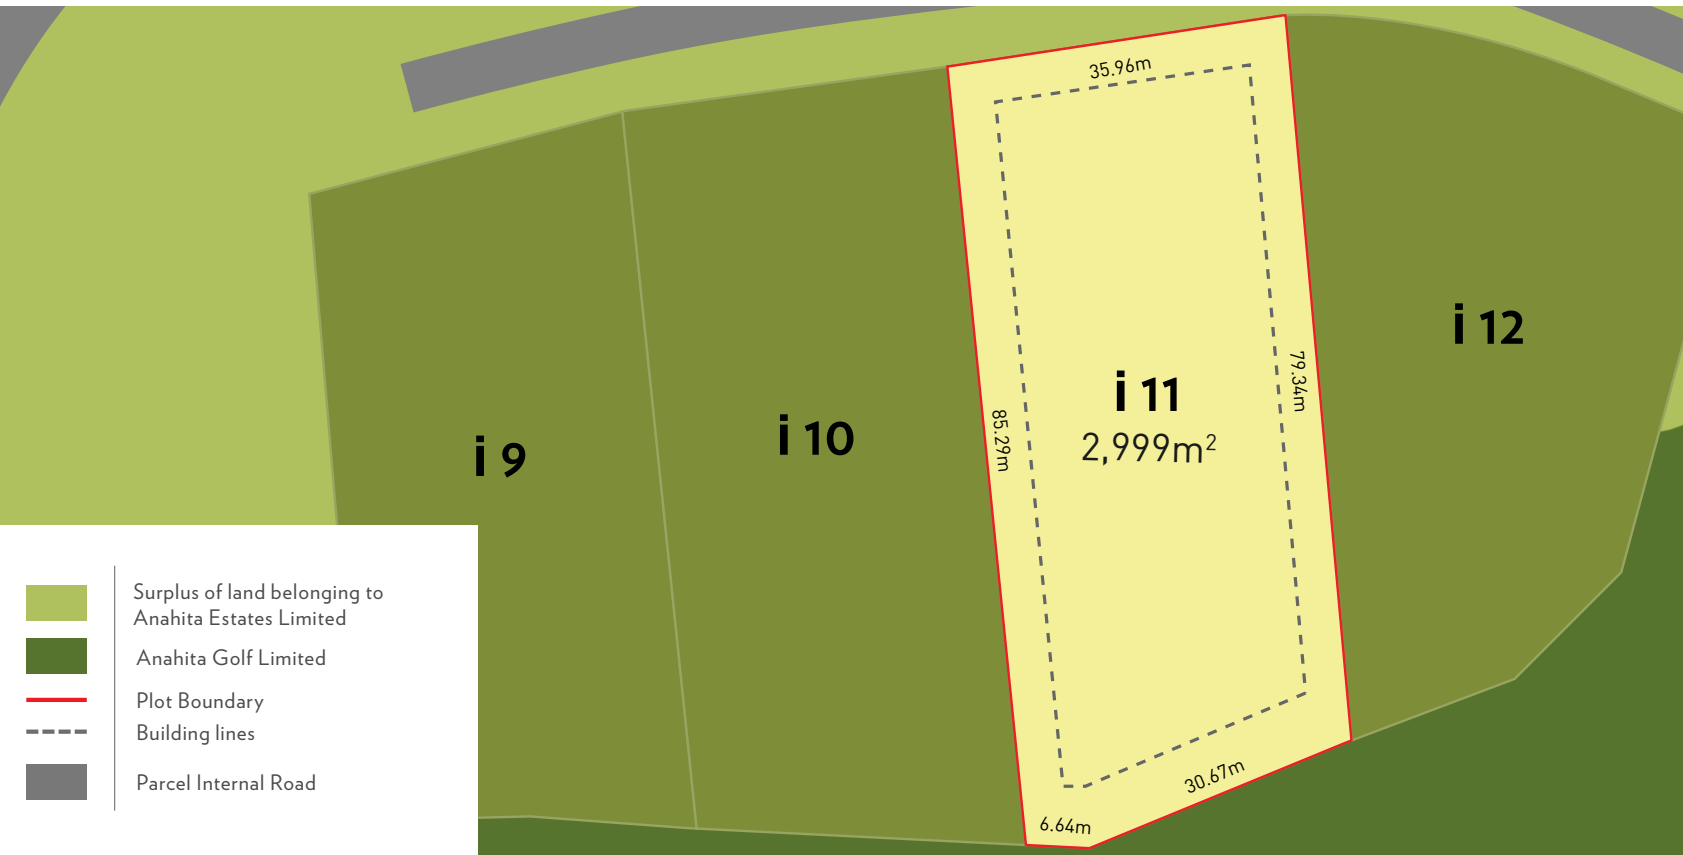 35.96m
i 12
79.34m
i 11
2,999m²
85.29m
i 10
i 9
30.67m
6.64m
Surplus of land belonging to
Anahita Estates Limited
Anahita Golf Limited
Plot Boundary
Building lines
Parcel Internal Road